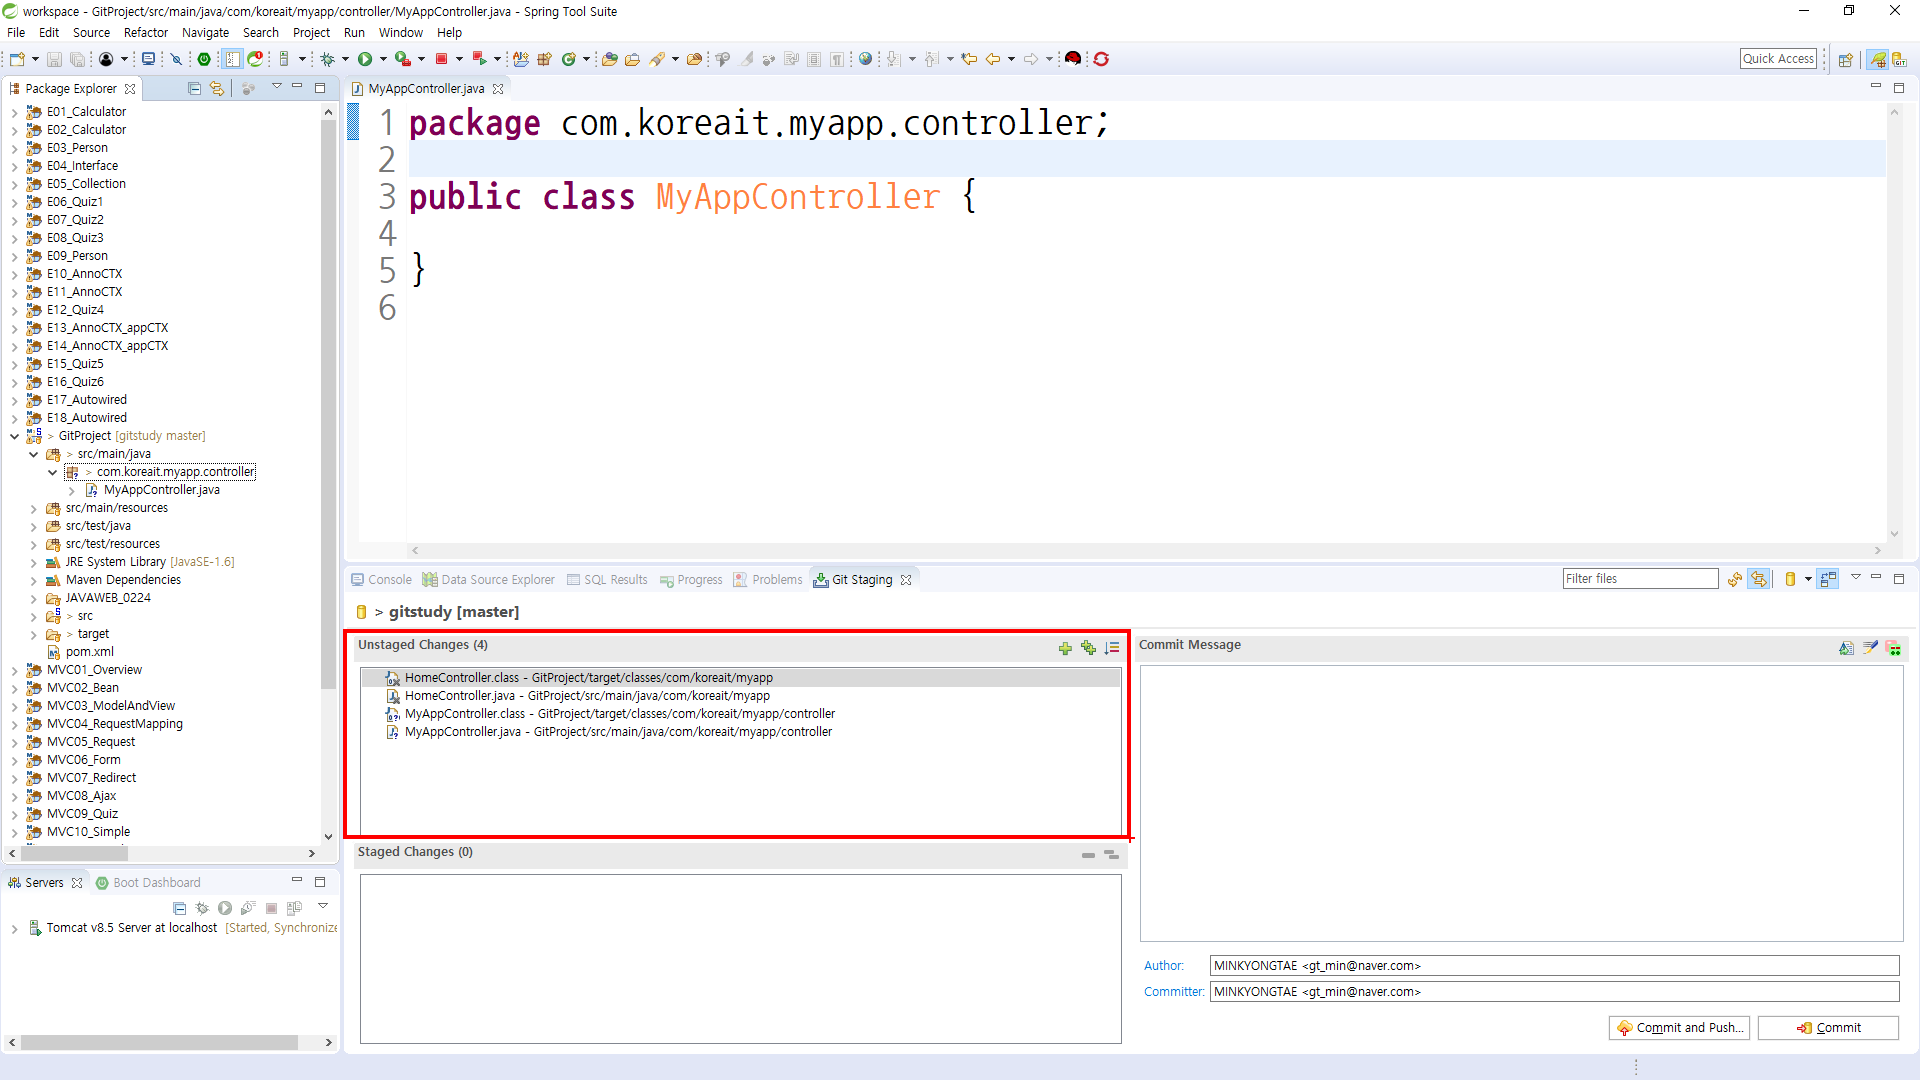 workspace - GitProject/src/main/java/com/koreait/myapp/controller/MyAppController.java - Spring Tool Suite
File Edit Source Refactor Navigate Search Project Run Window Help
Quick Access
Package Explorer
E01_Calculator
E02_Calculator
E03_Person
E04_Interface
E05_Collection
E06_Quiz1
E07_Quiz2
E08_Quiz3
E09_Person
E10_AnnoCTX
E11_AnnoCTX
E12_Quiz4
E13_AnnoCTX_appCTX
E14_AnnoCTX_appCTX
E15_Quiz5
E16_Quiz6
E17_Autowired
E18_Autowired
> GitProject [gitstudy master]
> src/main/java
> com.koreait.myapp.controller
MyAppController.java
src/main/resources
src/test/java
src/test/resources
JRE System Library [JavaSE-1.6]
Maven Dependencies
JAVAWEB_0224
> src
> target
pom.xml
MVC01_Overview
MVC02_Bean
MVC03_ModelAndView
MVC04_RequestMapping
MVC05_Request
MVC06_Form
MVC07_Redirect
MVC08_Ajax
MVC09_Quiz
MVC10_Simple
Servers Boot Dashboard
Tomcat v8.5 Server at localhost [Started, Synchronize
MyAppController.java
1 package com.koreait.myapp.controller;
2
3 public class MyAppController {
4
5 }
6
Console Data Source Explorer SQL Results Progress Problems Git Staging
Filter files
> gitstudy [master]
Unstaged Changes (4)
HomeController.class - GitProject/target/classes/com/koreait/myapp
HomeController.java - GitProject/src/main/java/com/koreait/myapp
MyAppController.class - GitProject/target/classes/com/koreait/myapp/controller
MyAppController.java - GitProject/src/main/java/com/koreait/myapp/controller
Staged Changes (0)
Commit Message
Author: MINKYONGTAE <gt_min@naver.com>
Committer: MINKYONGTAE <gt_min@naver.com>
Commit and Push... Commit